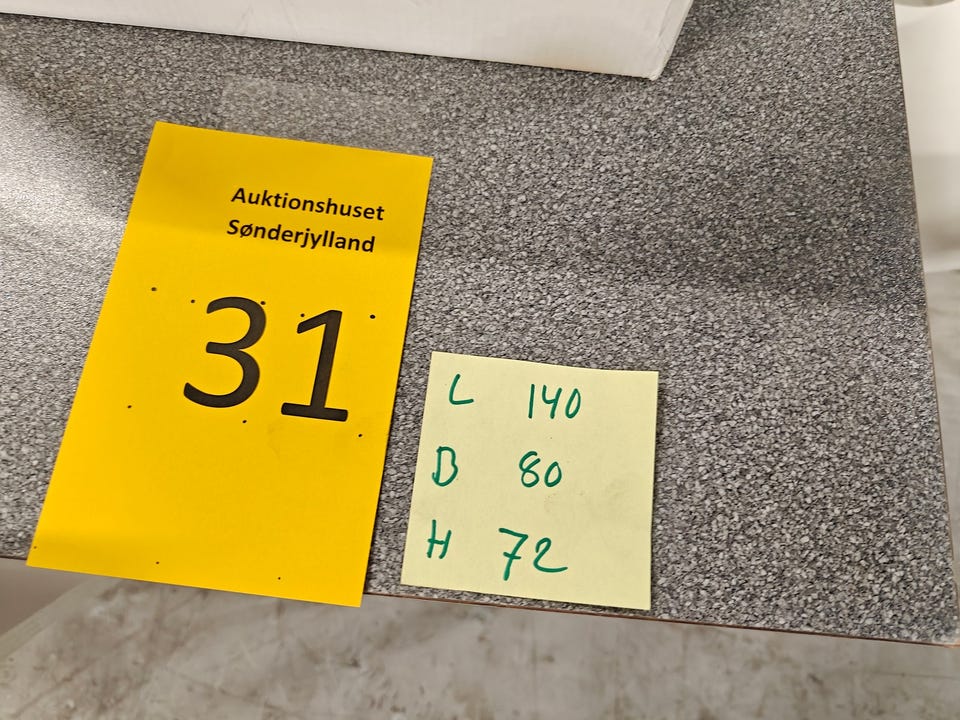 Auktionshuset
Sønderjylland
31
L 140
B 80
H 72